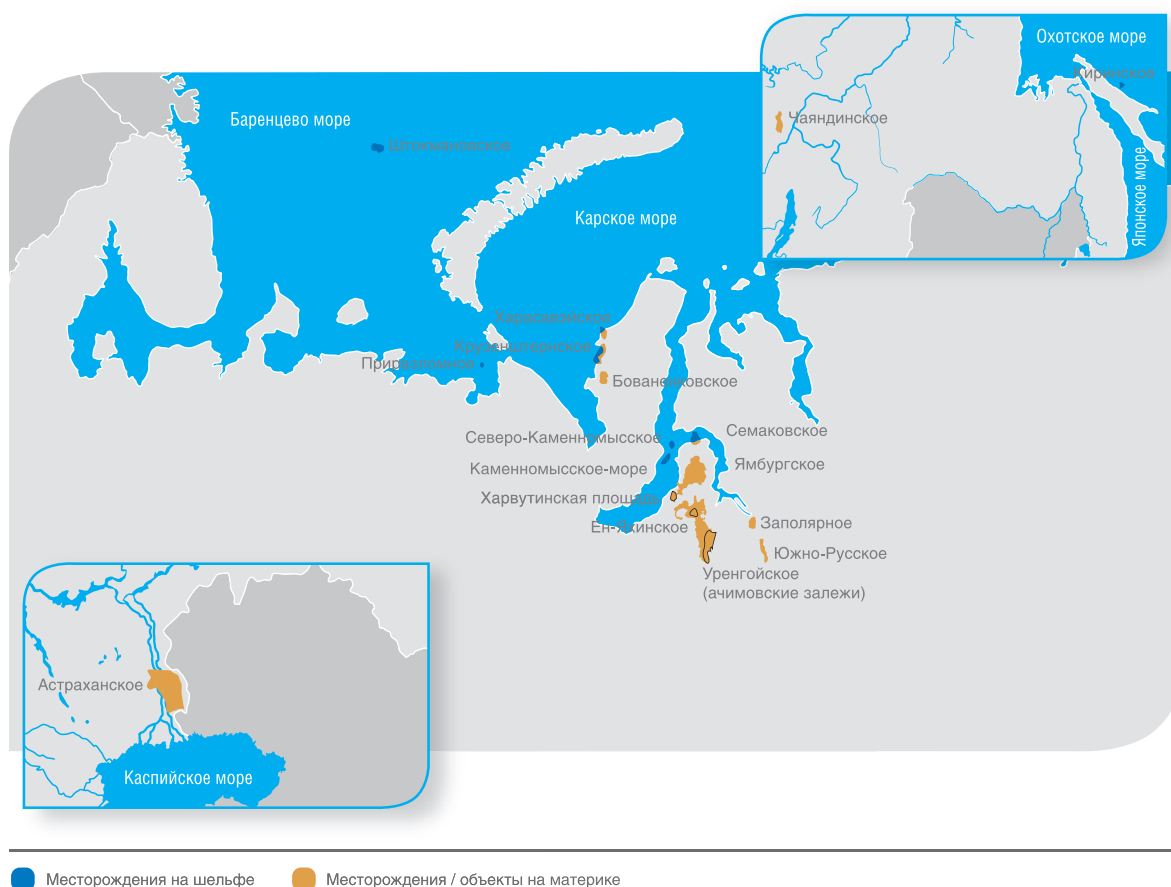 Охотское море
Киринское
Баренцево море
Чаяндинское
Штокмановское
Японское море
Карское море
Харасавэйское
Крузенштернское
Приразломное
Бованенковское
Северо-Каменномысское
Семаковское
Каменномысское-море
Ямбургское
Харвутинская площадь
Ен-Яхинское
Заполярное
Южно-Русское
Уренгойское
(ачимовские залежи)
Астраханское
Каспийское море
Месторождения на шельфе
Месторождения / объекты на материке